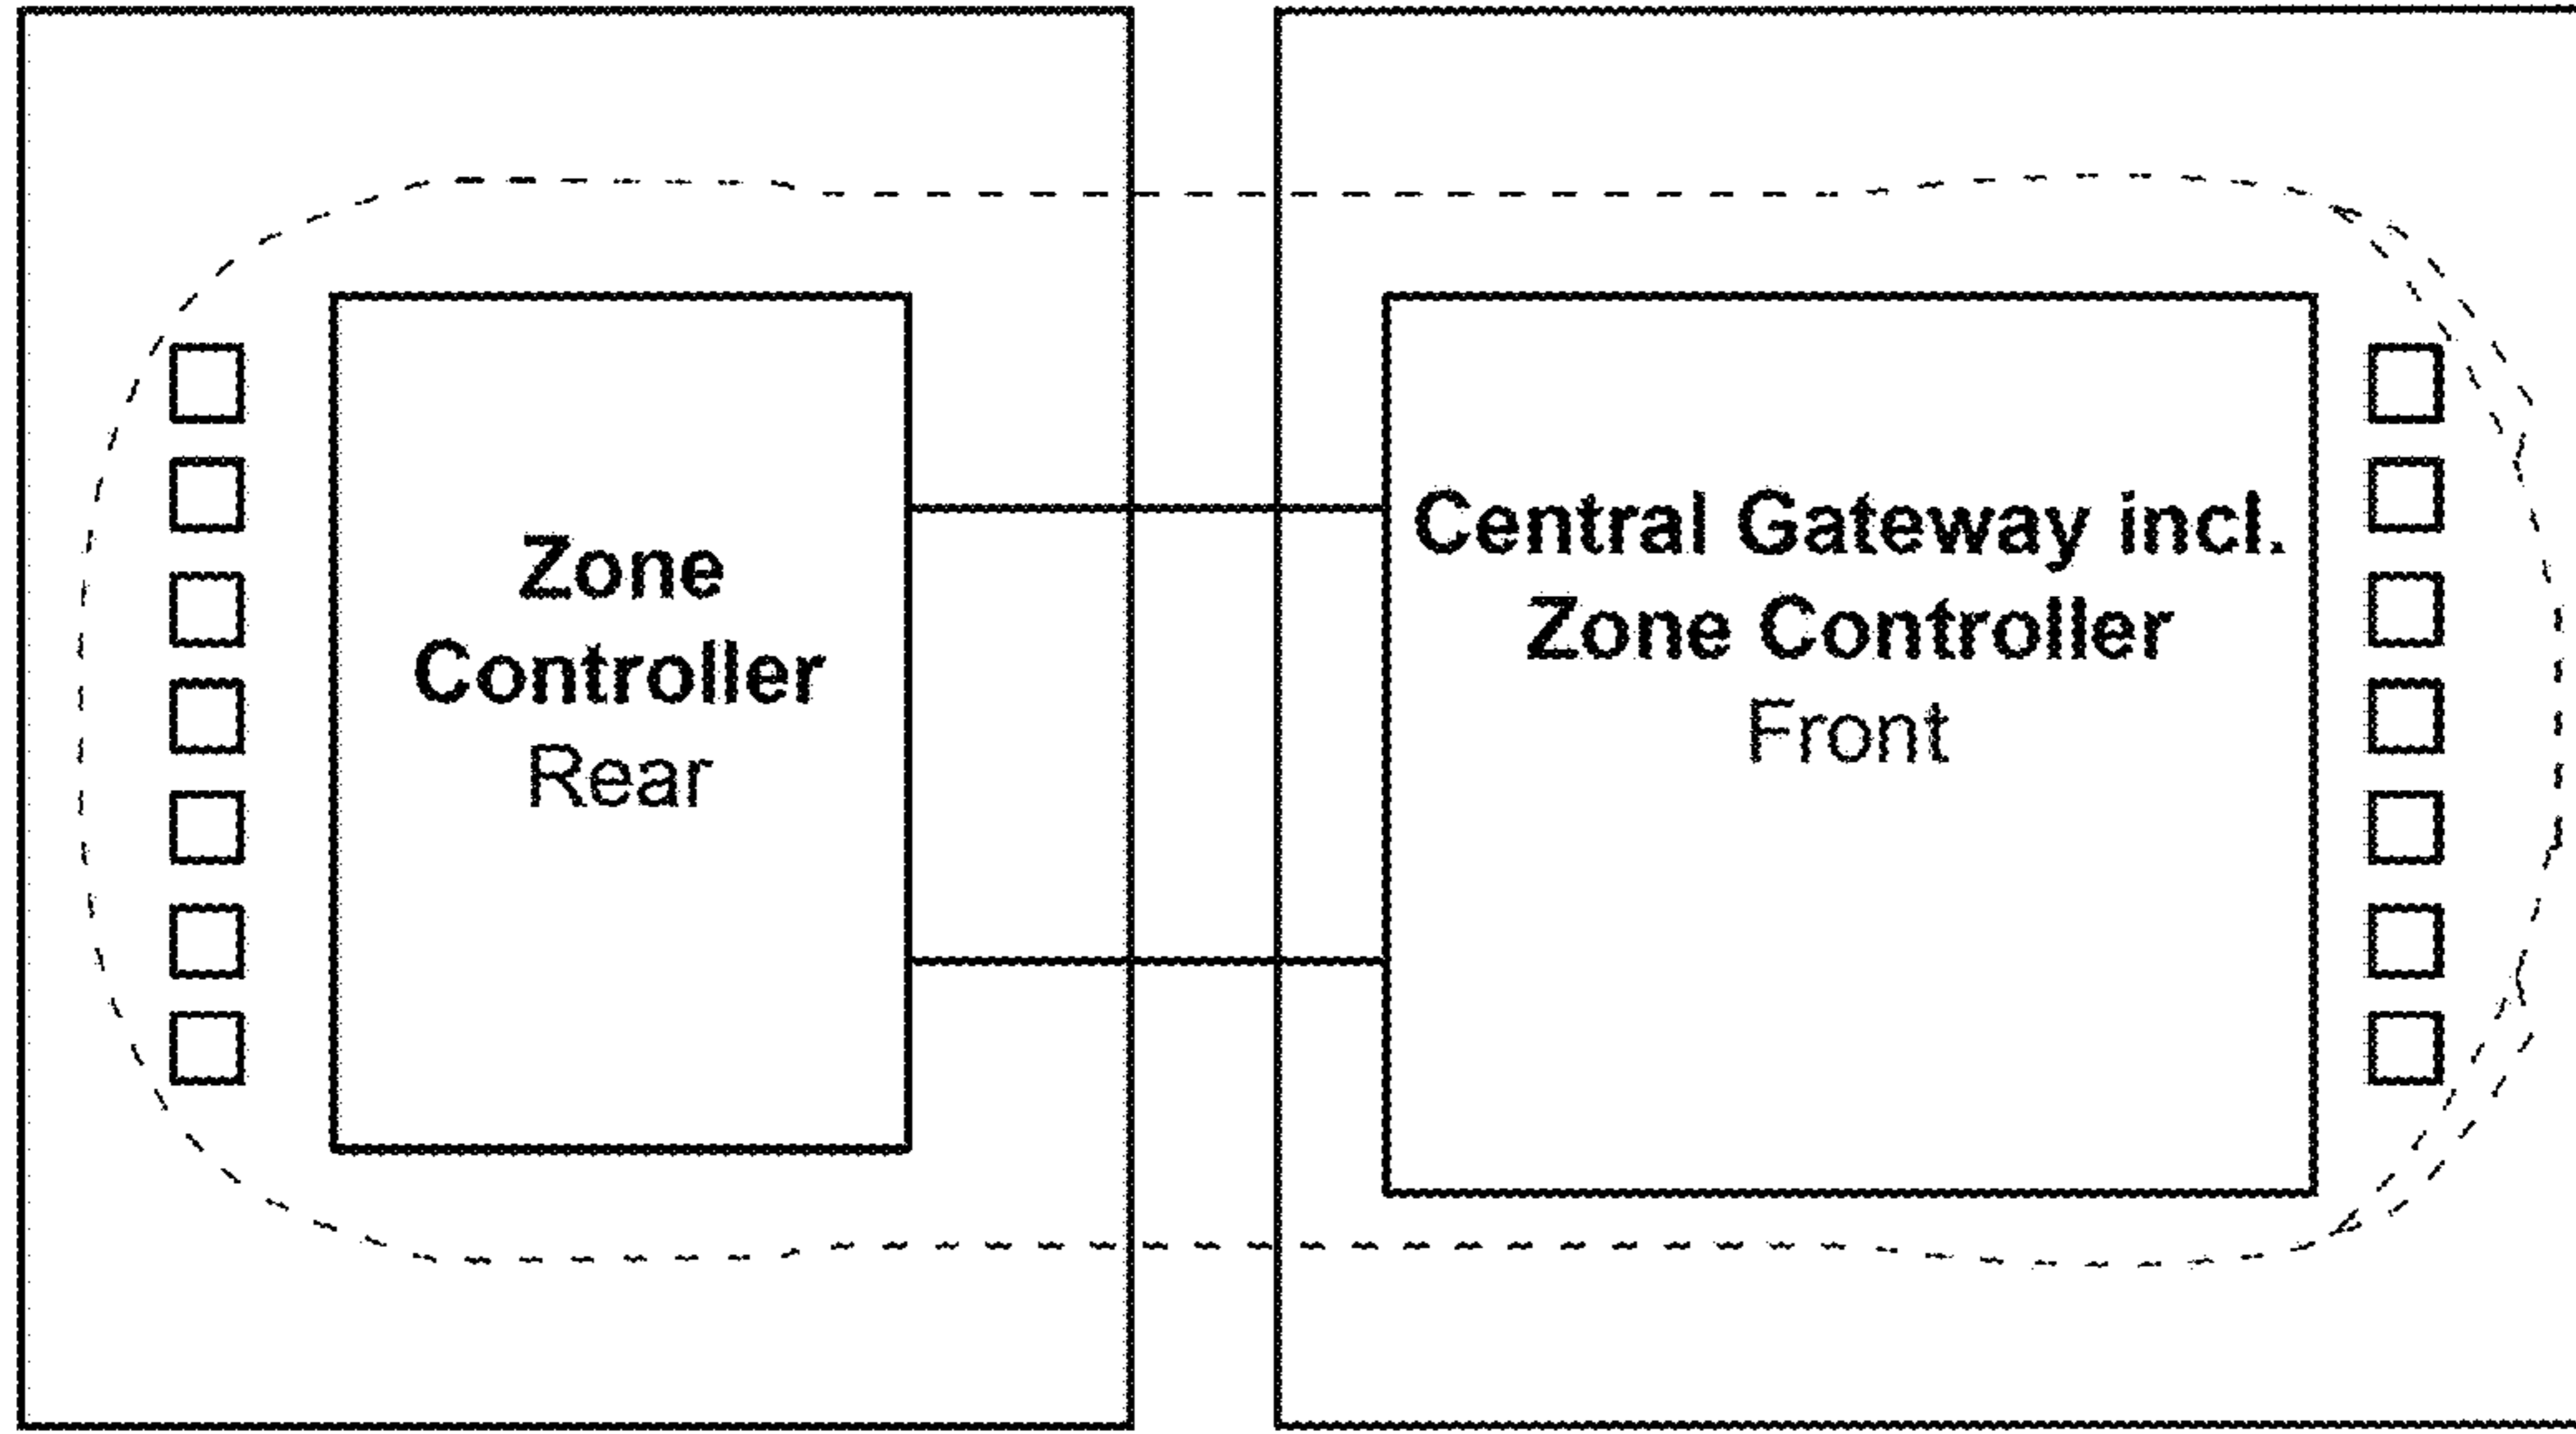 Zone
Controller
Rear
Central Gateway incl.
Zone Controller
Front